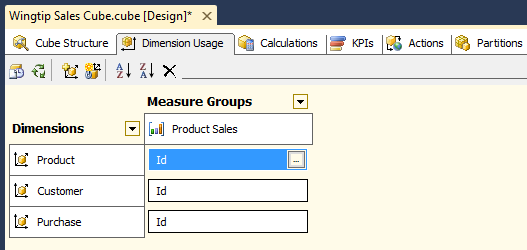 Wingtip Sales Cube.cube [Design]*
Cube Structure Dimension Usage Calculations KPIs Actions Partitions
Measure Groups
Dimensions Product Sales
Product Id ...
Customer Id
Purchase Id